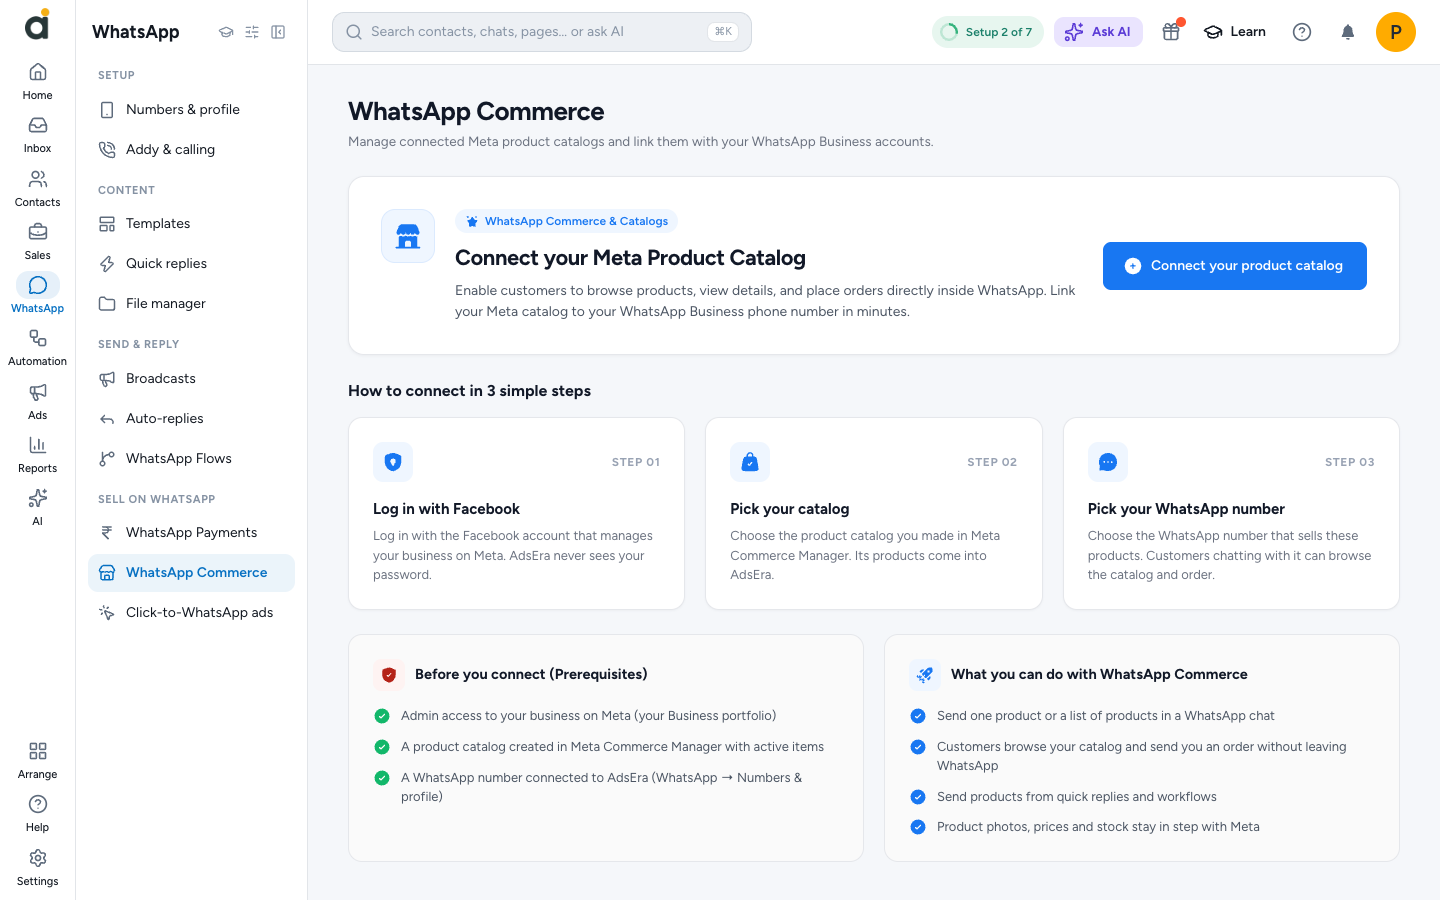 WhatsApp
Search contacts, chats, pages... or ask AI
⌘K
Setup 2 of 7
Ask AI
Learn
P
Home
Inbox
Contacts
Sales
WhatsApp
Automation
Ads
Reports
AI
Arrange
Help
Settings
SETUP
Numbers & profile
Addy & calling
CONTENT
Templates
Quick replies
File manager
SEND & REPLY
Broadcasts
Auto-replies
WhatsApp Flows
SELL ON WHATSAPP
WhatsApp Payments
WhatsApp Commerce
Click-to-WhatsApp ads
WhatsApp Commerce
Manage connected Meta product catalogs and link them with your WhatsApp Business accounts.
WhatsApp Commerce & Catalogs
Connect your Meta Product Catalog
Enable customers to browse products, view details, and place orders directly inside WhatsApp. Link
your Meta catalog to your WhatsApp Business phone number in minutes.
Connect your product catalog
How to connect in 3 simple steps
STEP 01
Log in with Facebook
Log in with the Facebook account that manages
your business on Meta. AdsEra never sees your
password.
STEP 02
Pick your catalog
Choose the product catalog you made in Meta
Commerce Manager. Its products come into
AdsEra.
STEP 03
Pick your WhatsApp number
Choose the WhatsApp number that sells these
products. Customers chatting with it can browse
the catalog and order.
Before you connect (Prerequisites)
Admin access to your business on Meta (your Business portfolio)
A product catalog created in Meta Commerce Manager with active items
A WhatsApp number connected to AdsEra (WhatsApp → Numbers &
profile)
What you can do with WhatsApp Commerce
Send one product or a list of products in a WhatsApp chat
Customers browse your catalog and send you an order without leaving
WhatsApp
Send products from quick replies and workflows
Product photos, prices and stock stay in step with Meta